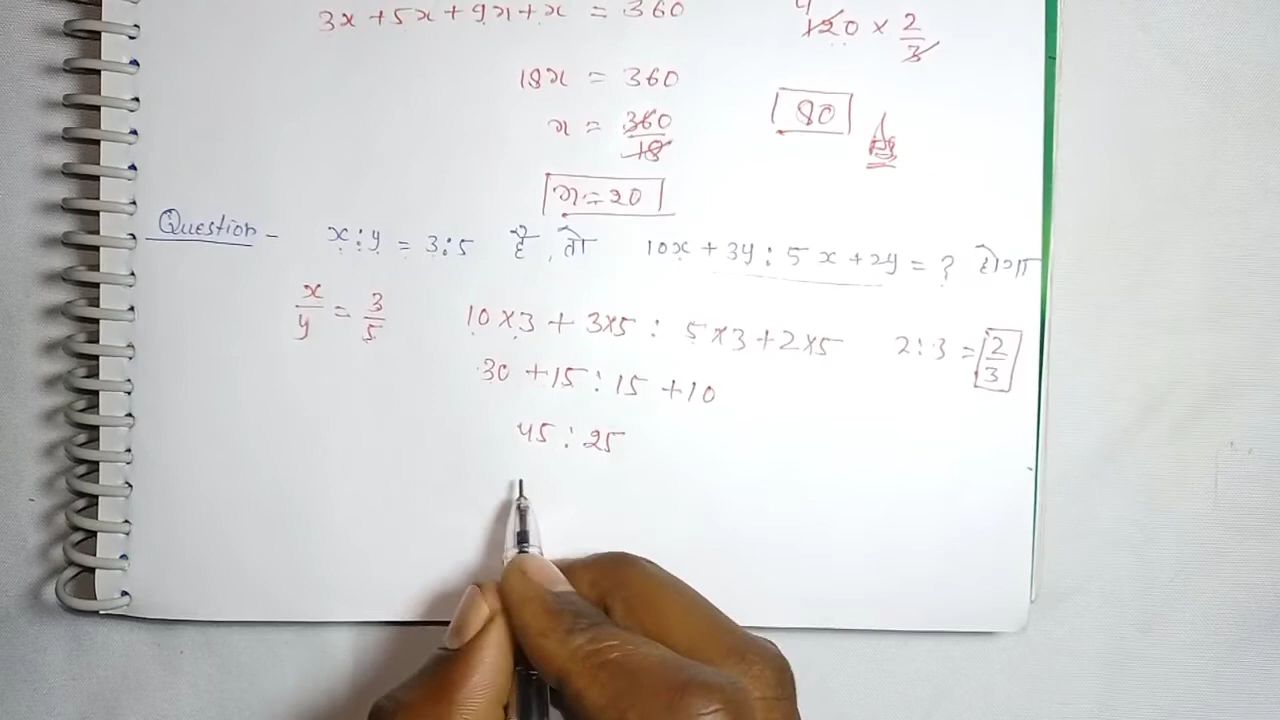 3x + 5x + 9x + x = 360
120 × 2/3
18x = 360
x = 360/18
80
Ans
x = 20
Question - x : y = 3 : 5 है, तो 10x + 3y : 5x + 2y = ? होगा
x/y = 3/5
10 × 3 + 3 × 5 : 5 × 3 + 2 × 5
2 : 3 = 2/3
30 + 15 : 15 + 10
45 : 25